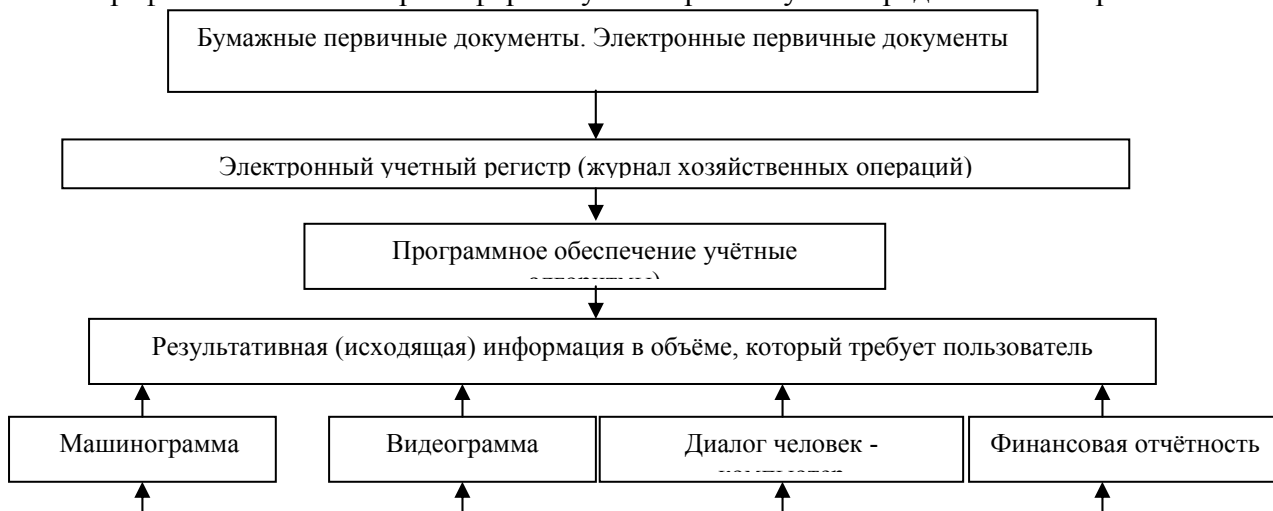 Бумажные первичные документы. Электронные первичные документы
Электронный учетный регистр (журнал хозяйственных операций)
Программное обеспечение учётные
Результативная (исходящая) информация в объёме, который требует пользователь
Машинограмма
Видеограмма
Диалог человек -
Финансовая отчётность